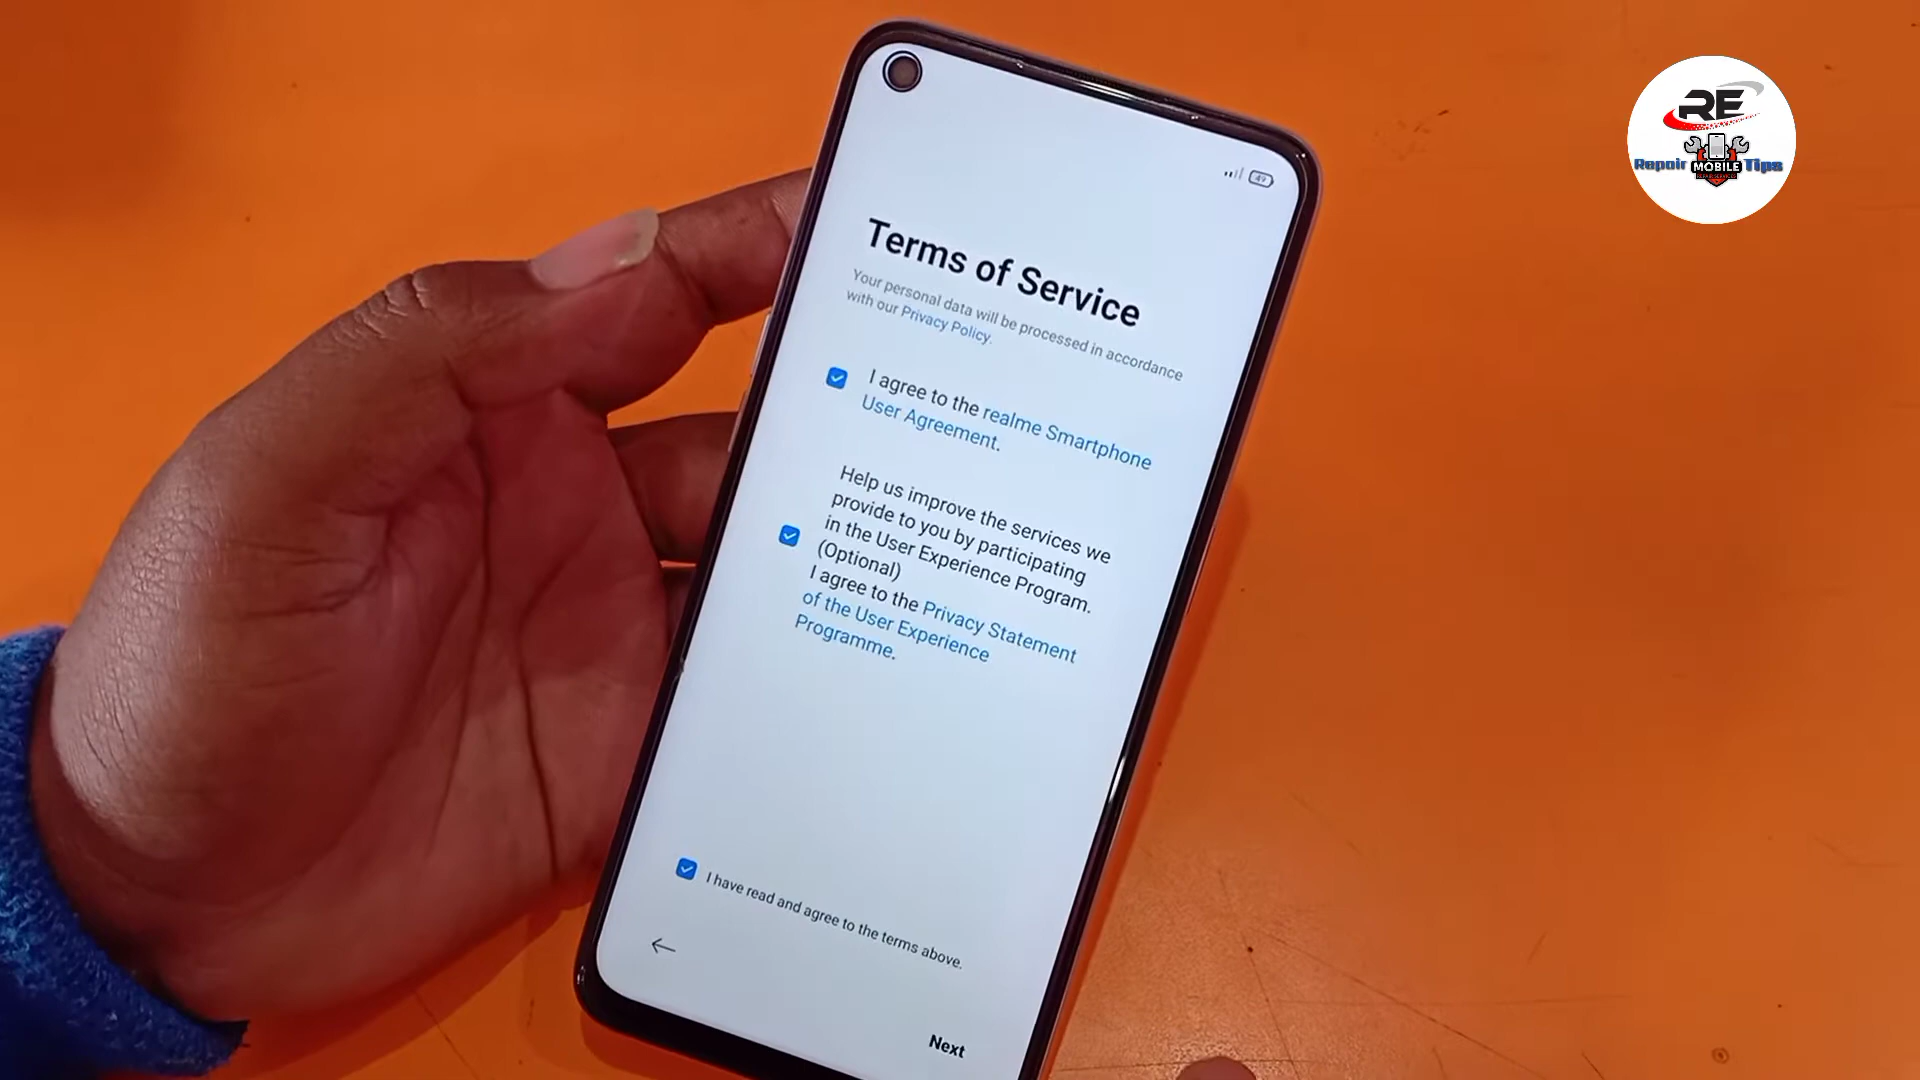 RE
Repair MOBILE Tips
49
Terms of Service
Your personal data will be processed in accordance
with our Privacy Policy.
I agree to the realme Smartphone
User Agreement.
Help us improve the services we
provide to you by participating
in the User Experience Program.
(Optional)
I agree to the Privacy Statement
of the User Experience
Programme.
I have read and agree to the terms above.
Next